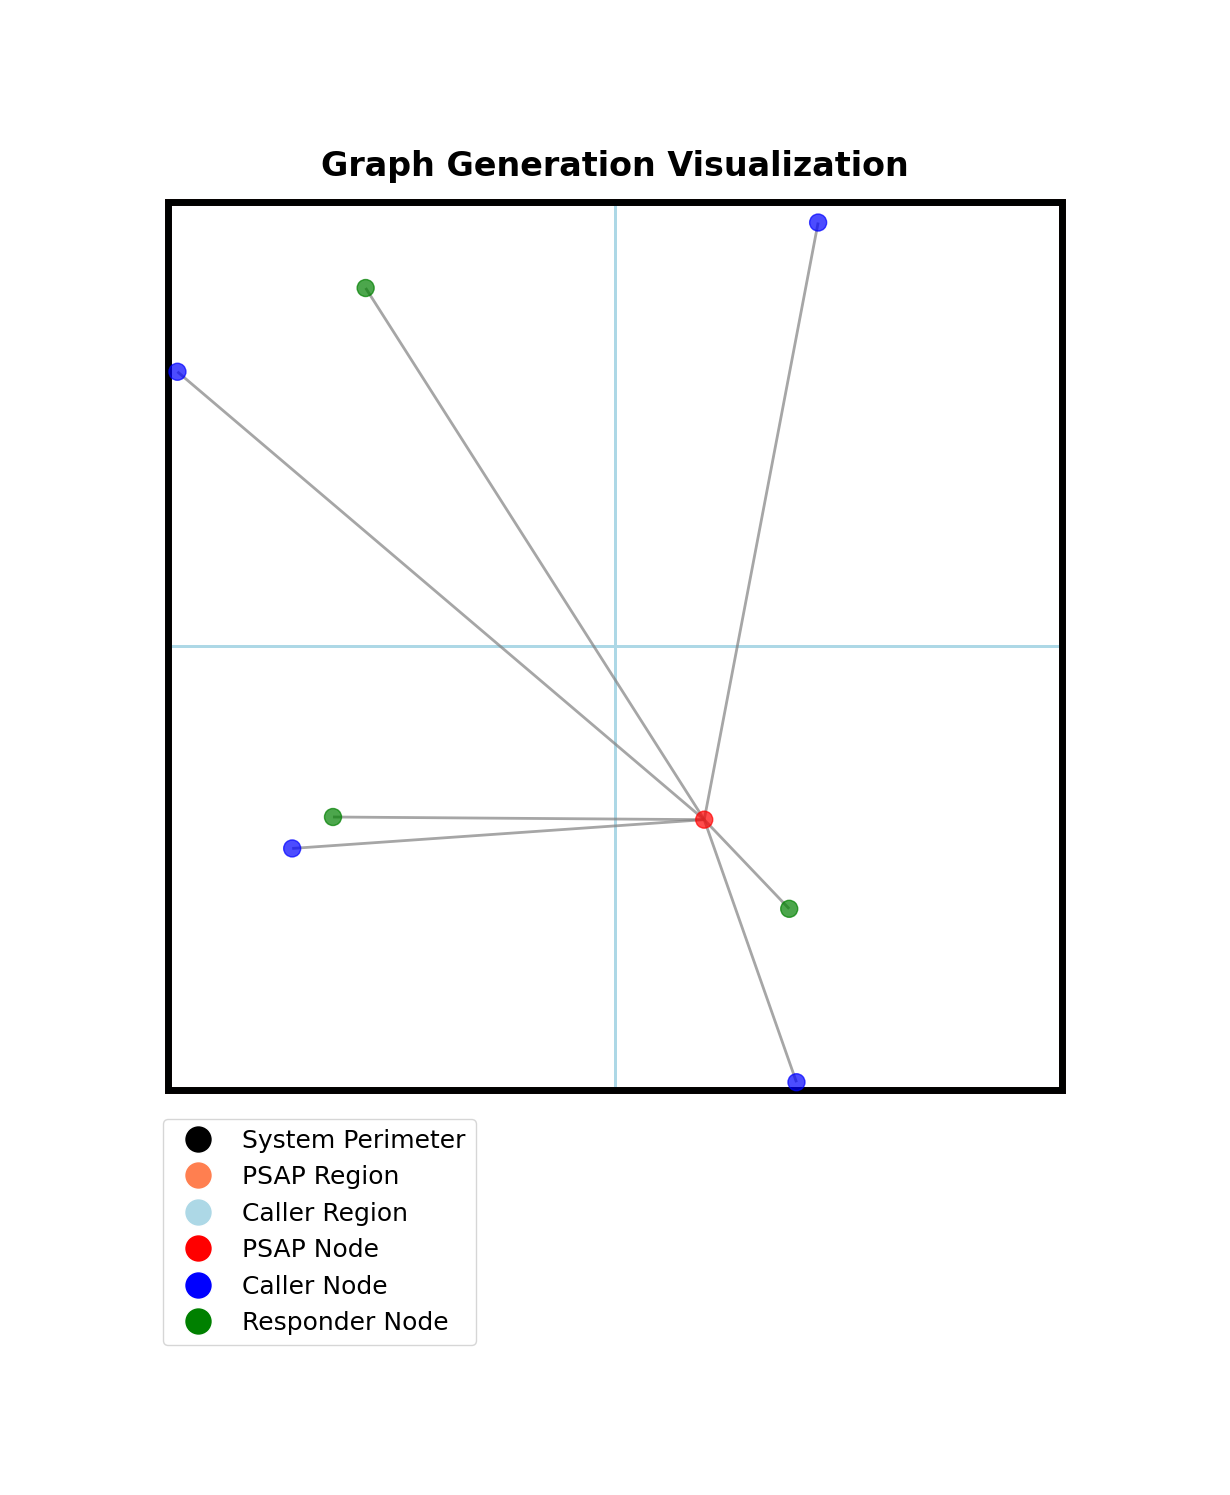 Graph Generation Visualization
System Perimeter
PSAP Region
Caller Region
PSAP Node
Caller Node
Responder Node